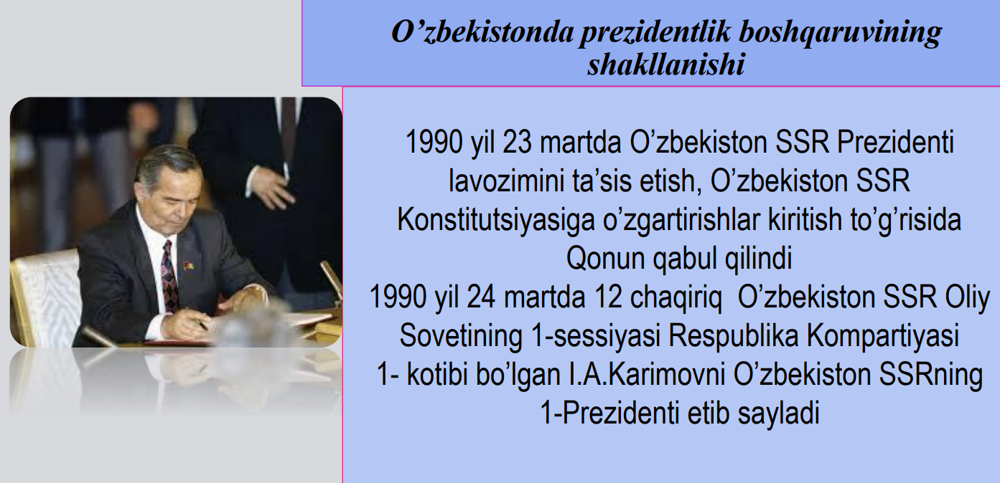 O’zbekistonda prezidentlik boshqaruvining
shakllanishi
1990 yil 23 martda O’zbekiston SSR Prezidenti
lavozimini ta’sis etish, O’zbekiston SSR
Konstitutsiyasiga o’zgartirishlar kiritish to’g’risida
Qonun qabul qilindi
1990 yil 24 martda 12 chaqiriq  O’zbekiston SSR Oliy
Sovetining 1-sessiyasi Respublika Kompartiyasi
1- kotibi bo’lgan I.A.Karimovni O’zbekiston SSRning
1-Prezidenti etib sayladi